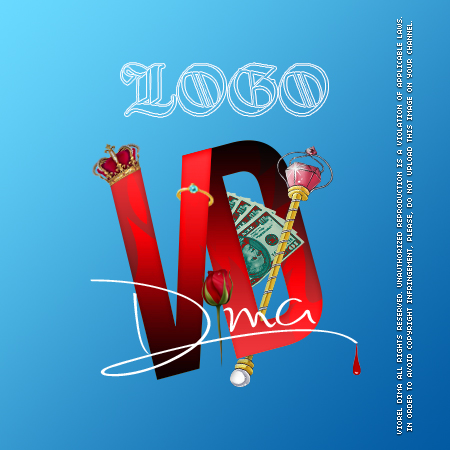 LOGO
VD
Dima
VIOREL DIMA ALL RIGHTS RESERVED. UNAUTHORIZED REPRODUCTION IS A VIOLATION OF APPLICABLE LAWS.
IN ORDER TO AVOID COPYRIGHT INFRINGEMENT, PLEASE, DO NOT UPLOAD THIS IMAGE ON YOUR CHANNEL.